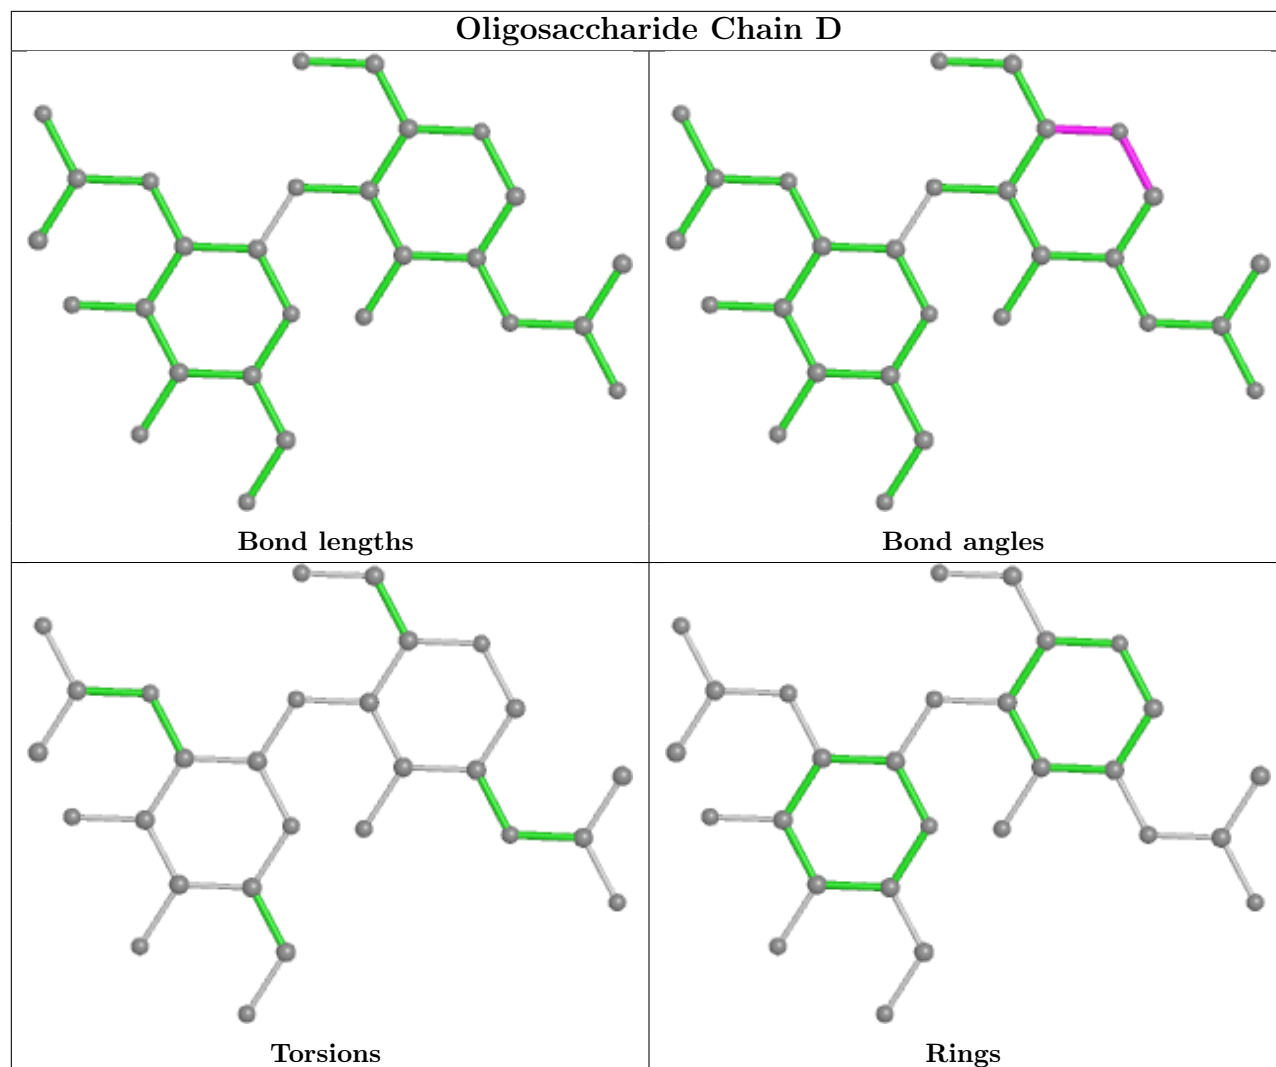 Oligosaccharide Chain D
Bond lengths
Bond angles
Torsions
Rings